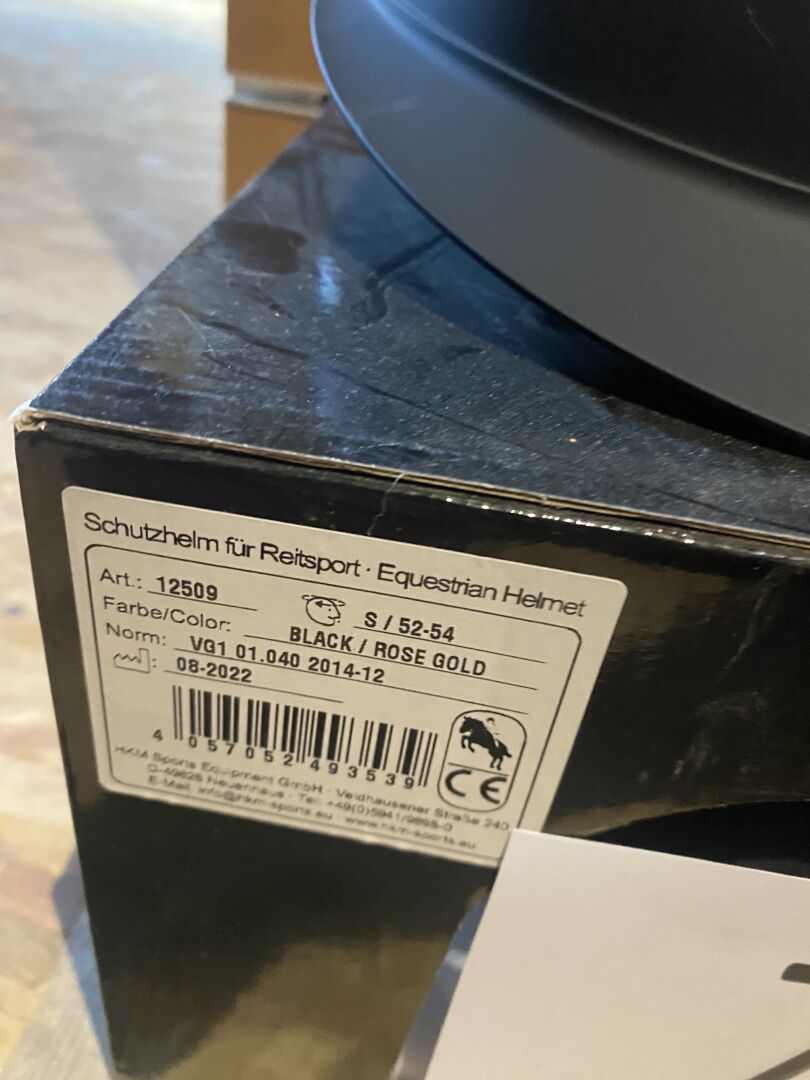 Schutzhelm für Reitsport · Equestrian Helmet
Art.: 12509 S / 52-54
Farbe/Color: BLACK / ROSE GOLD
Norm: VG1 01.040 2014-12
: 08-2022
4 057052 493539
CE
HKM Sports Equipment GmbH · Veldhausener Straße 240
D-49828 Neuenhaus · Tel: +49(0)5941/9898-0
E-Mail: info@hkm-sports.eu · www.hkm-sports.eu